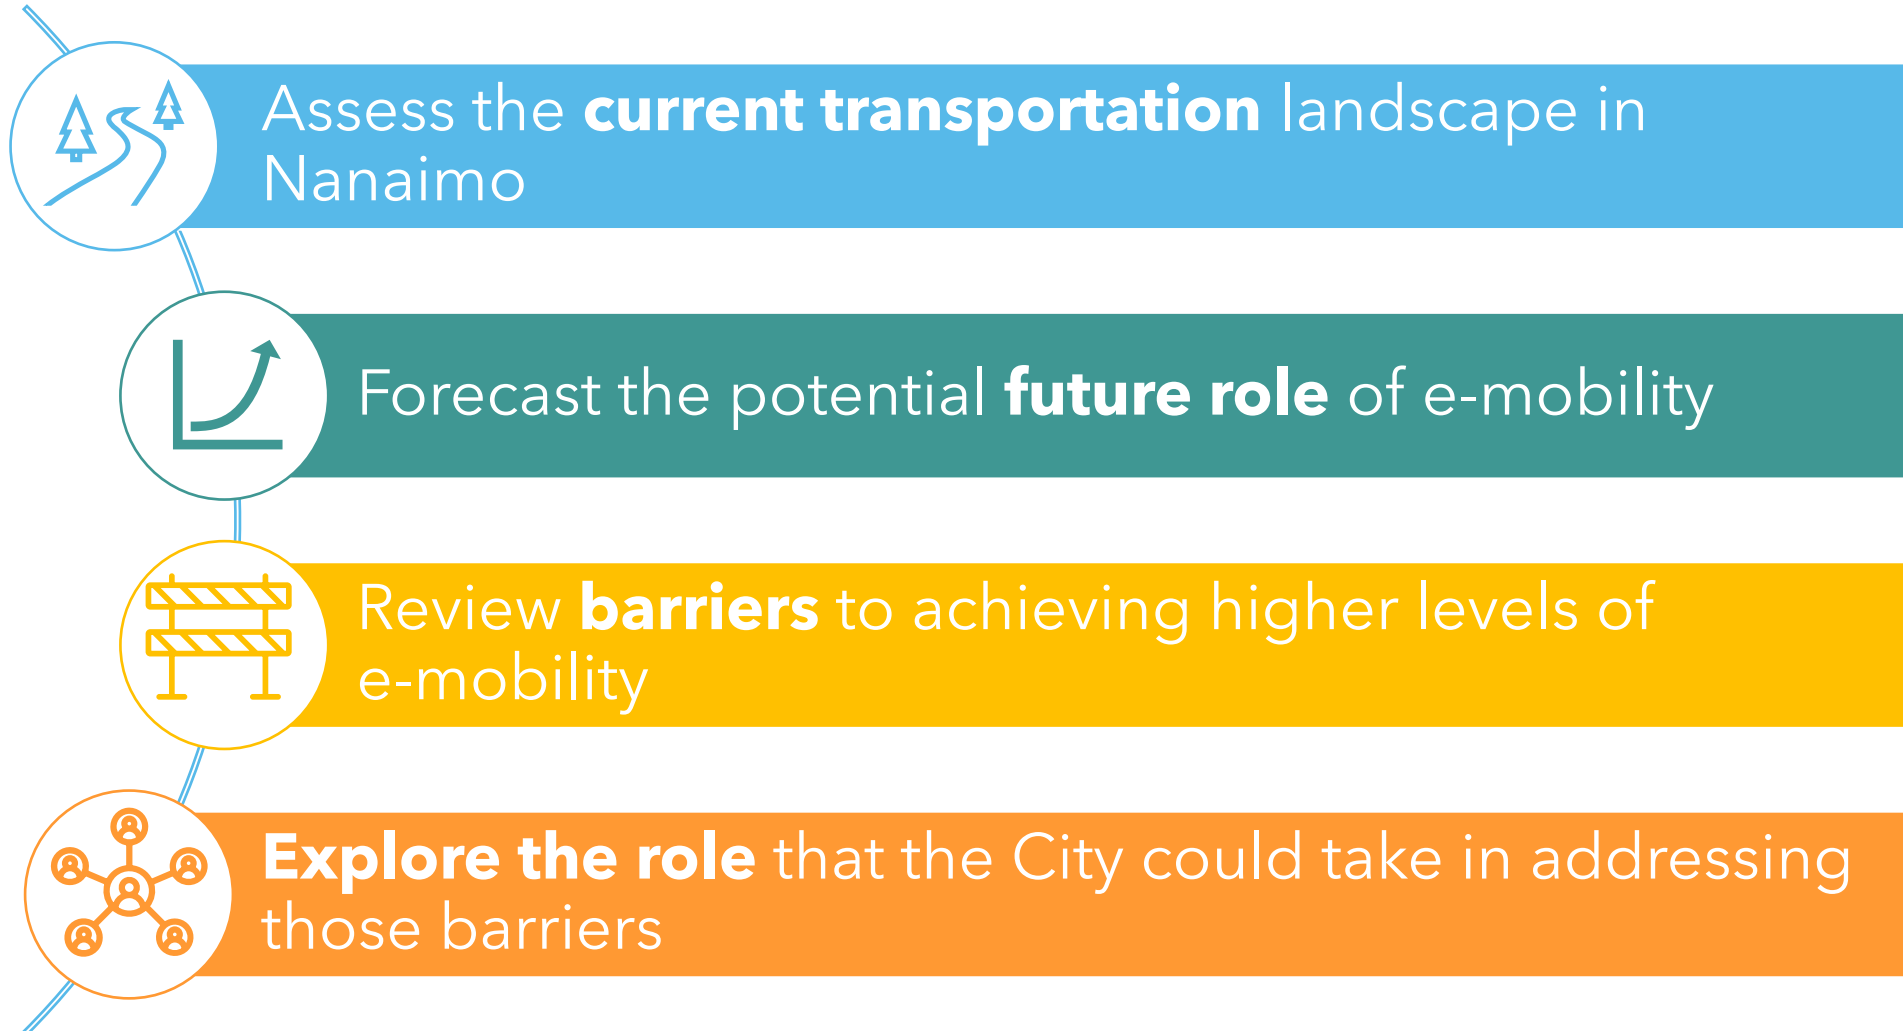 Assess the current transportation landscape in
Nanaimo
Forecast the potential future role of e-mobility
Review barriers to achieving higher levels of
e-mobility
Explore the role that the City could take in addressing
those barriers